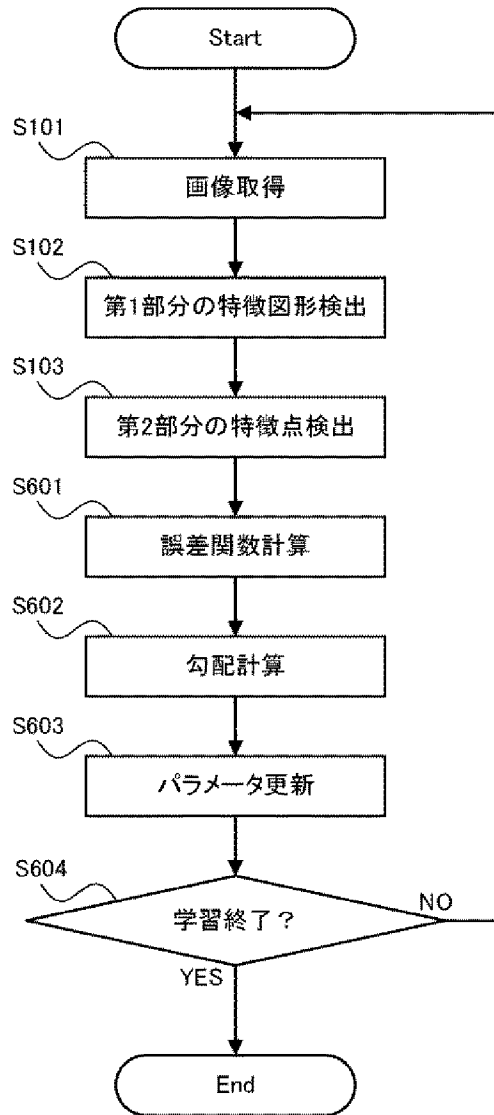 Start
S101
画像取得
S102
第1部分の特徴図形検出
S103
第2部分の特徴点検出
S601
誤差関数計算
S602
勾配計算
S603
パラメータ更新
S604
学習終了?
NO
YES
End